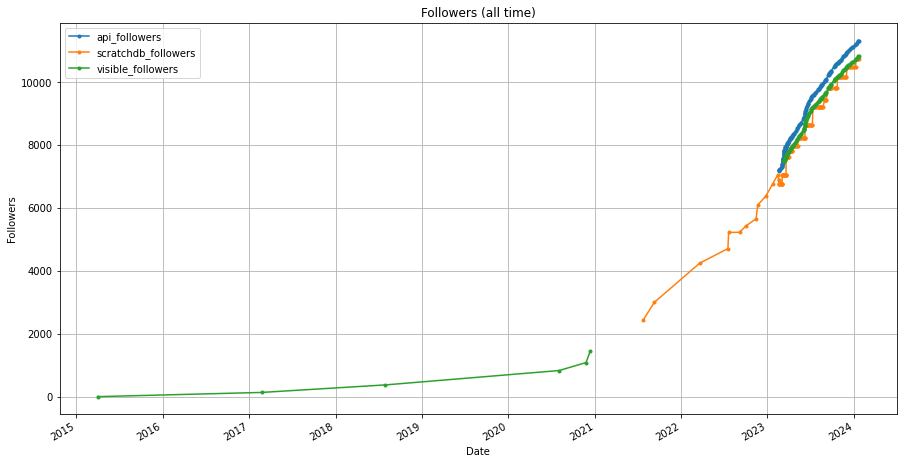 Followers (all time)
api_followers
scratchdb_followers
visible_followers
10000
8000
6000
4000
2000
0
Followers
2015
2016
2017
2018
2019
2020
2021
2022
2023
2024
Date